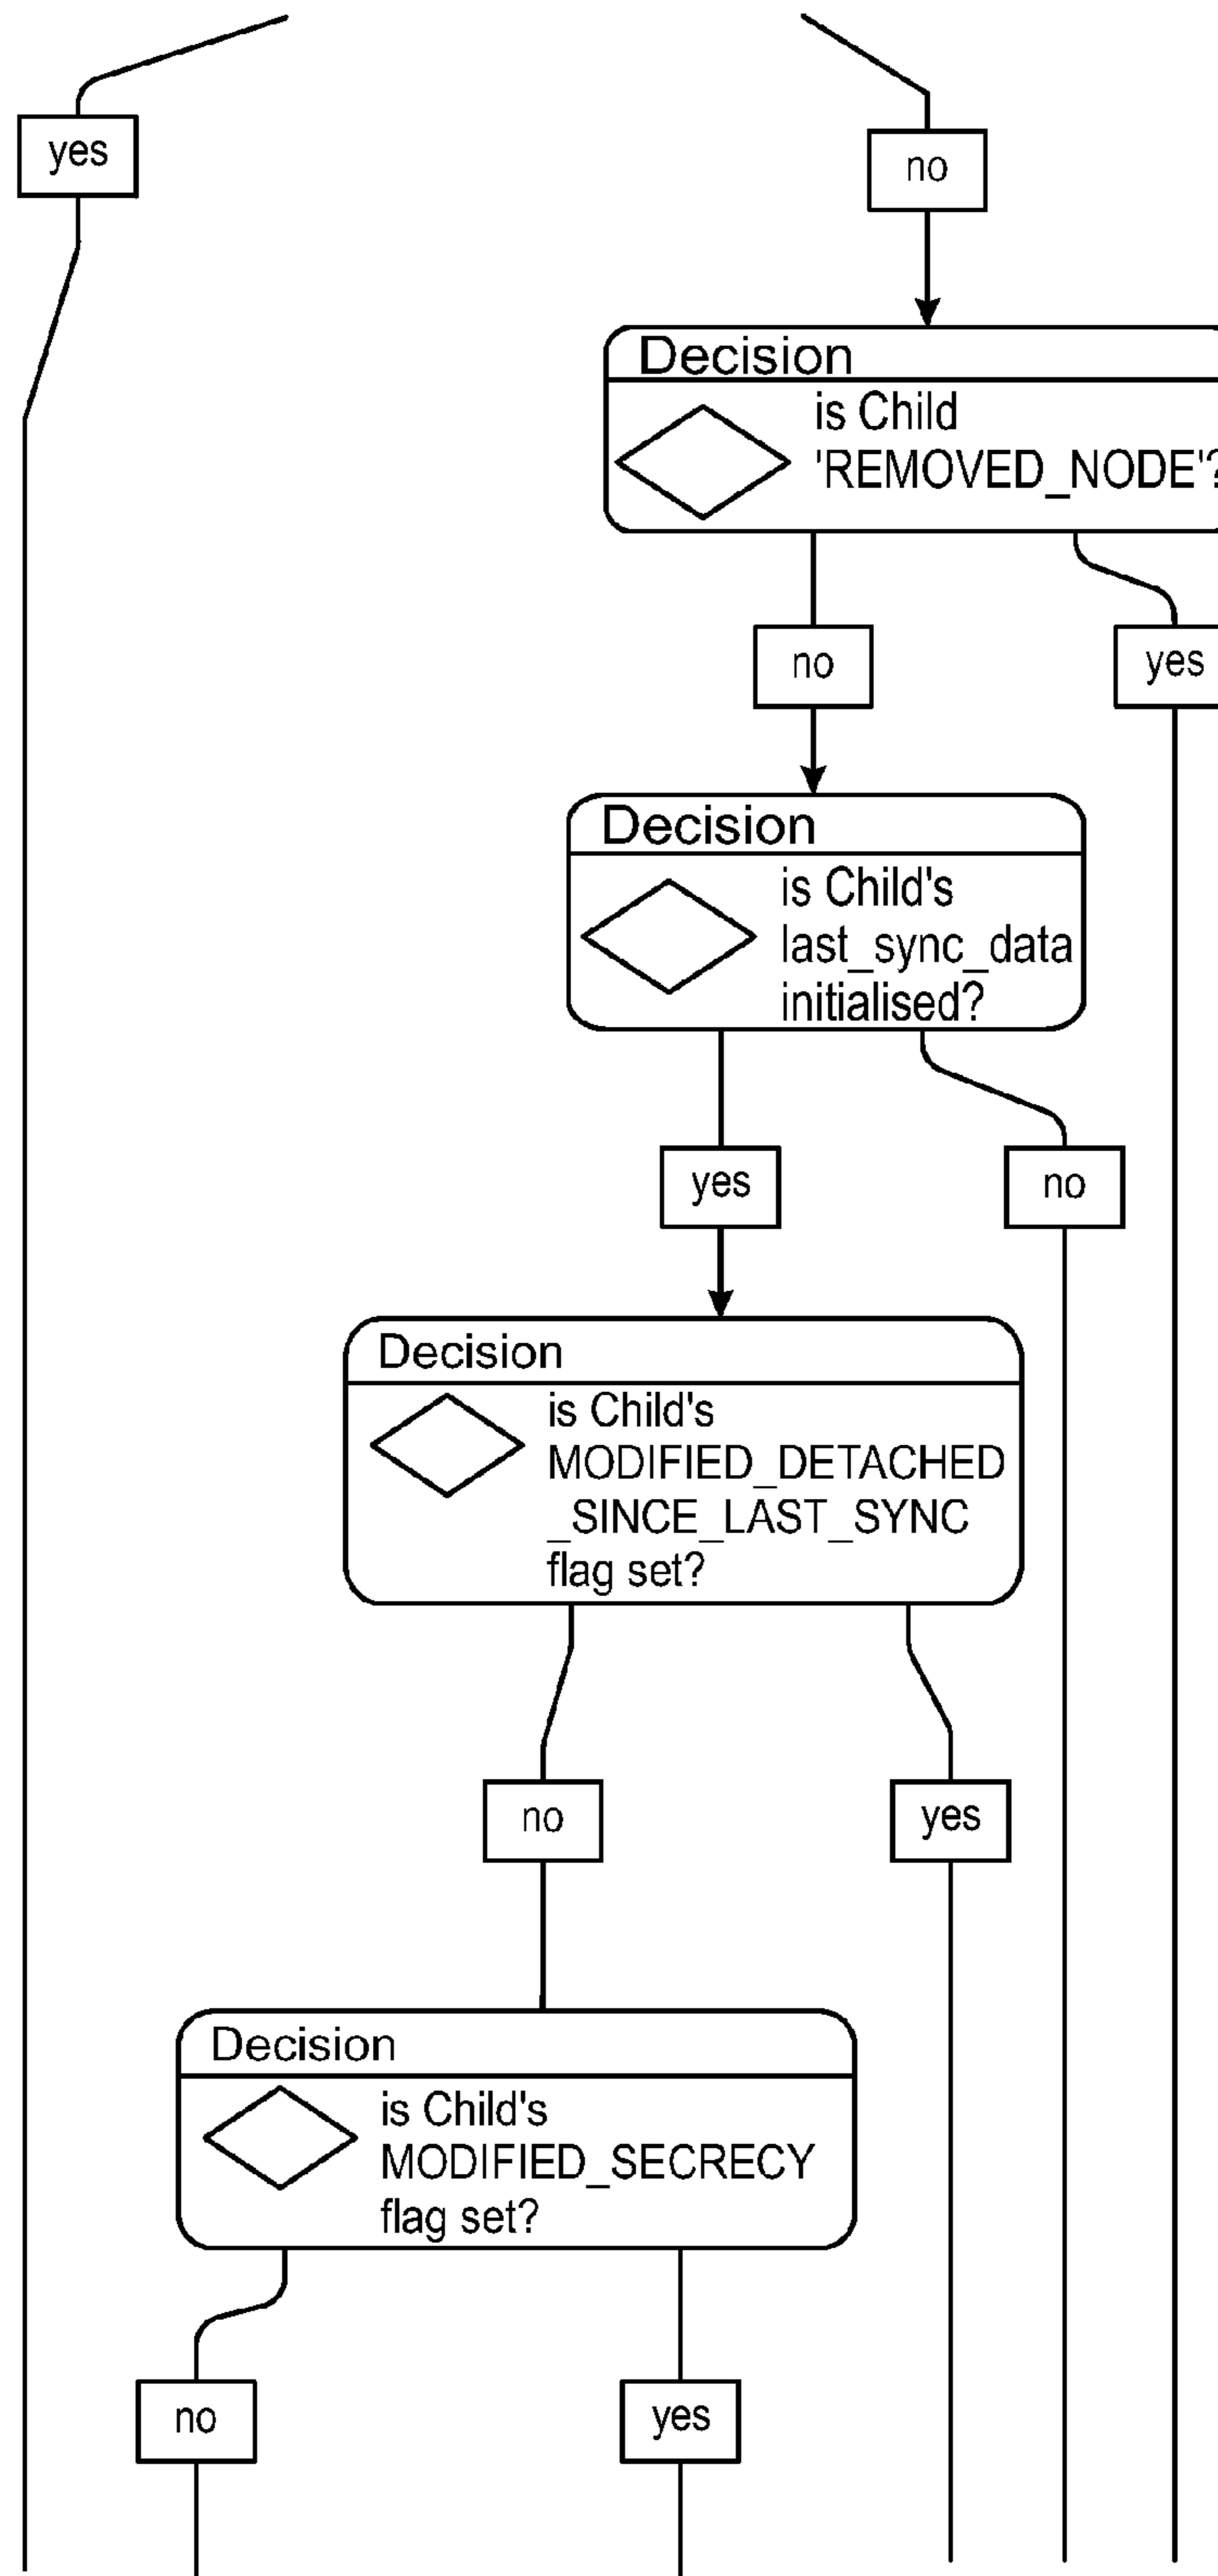 yes
no
Decision
is Child
'REMOVED_NODE'?
no
yes
Decision
is Child's
last_sync_data
initialised?
yes
no
Decision
is Child's
MODIFIED_DETACHED
_SINCE_LAST_SYNC
flag set?
no
yes
Decision
is Child's
MODIFIED_SECRECY
flag set?
no
yes